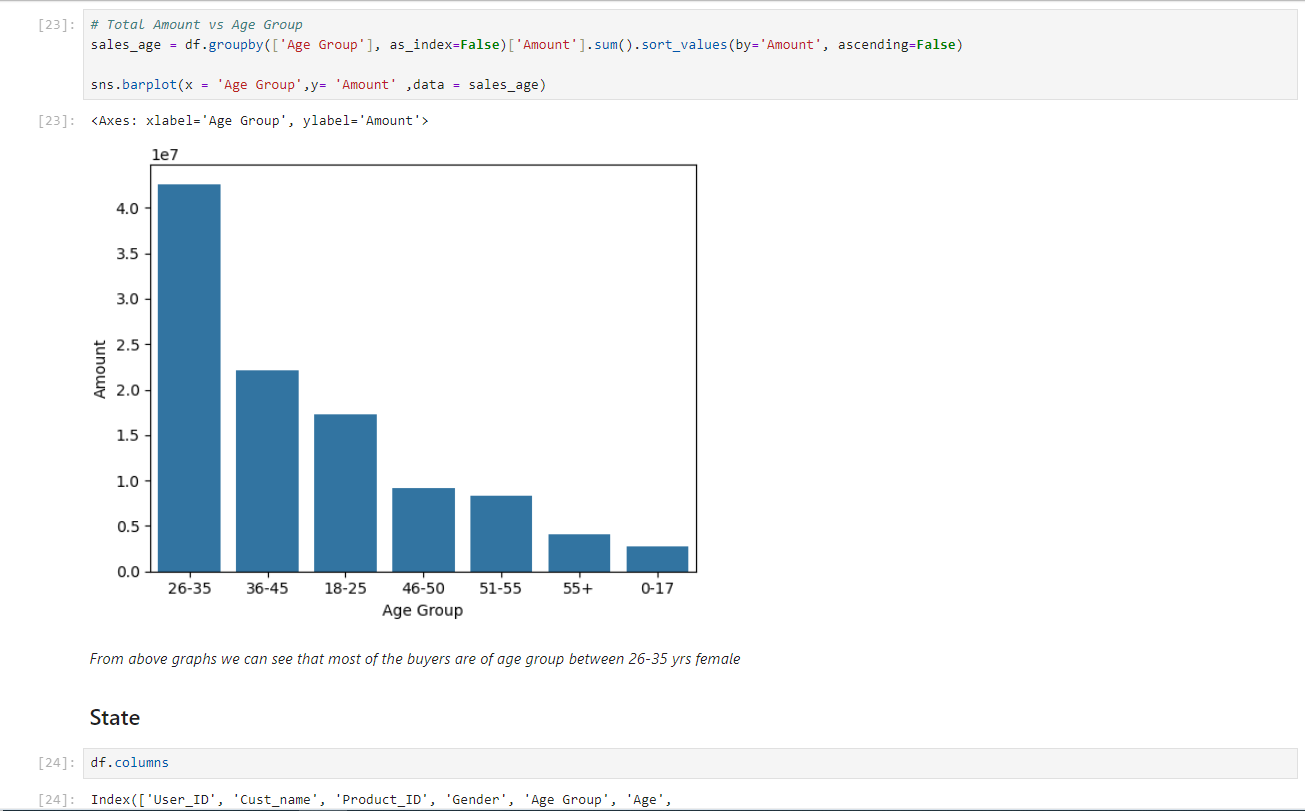 [23]: # Total Amount vs Age Group
sales_age = df.groupby(['Age Group'], as_index=False)['Amount'].sum().sort_values(by='Amount', ascending=False)
sns.barplot(x = 'Age Group',y= 'Amount' ,data = sales_age)
[23]: <Axes: xlabel='Age Group', ylabel='Amount'>
1e7
4.0
3.5
3.0
2.5
2.0
1.5
1.0
0.5
0.0
Amount
26-35 36-45 18-25 46-50 51-55 55+ 0-17
Age Group
From above graphs we can see that most of the buyers are of age group between 26-35 yrs female
State
[24]: df.columns
[24]: Index(['User_ID', 'Cust_name', 'Product_ID', 'Gender', 'Age Group', 'Age',